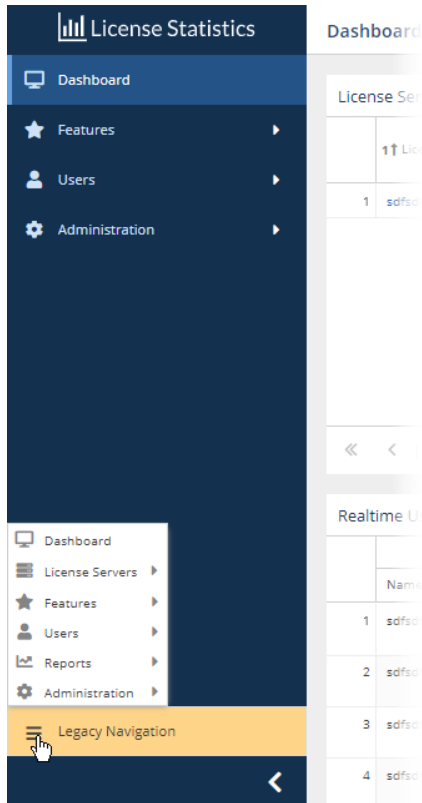 License Statistics
Dashboard
Features
Users
Administration
Dashboard
License Servers
Features
Users
Reports
Administration
Legacy Navigation
Dashboard
License
1
1
Realtime
Name
1
2
3
4